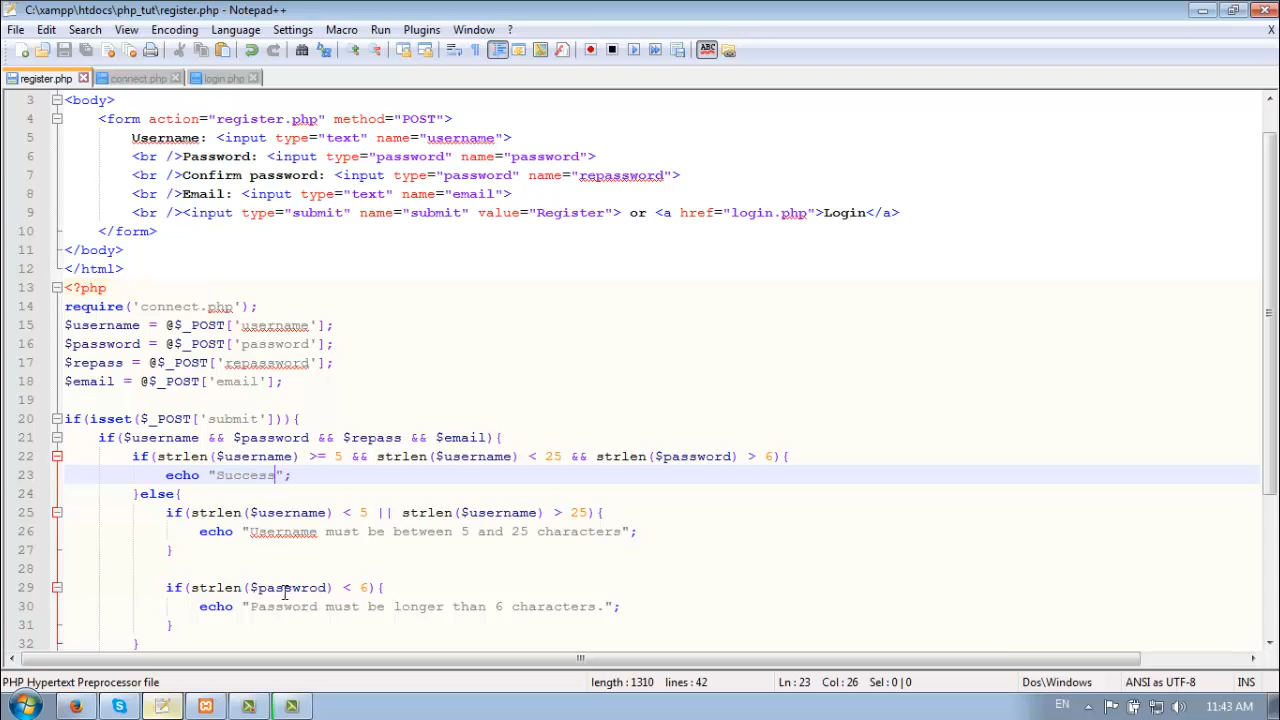 C:\xampp\htdocs\php_tut\register.php - Notepad++
File Edit Search View Encoding Language Settings Macro Run Plugins Window ? X
ABC
register.php connect.php login.php
3 <body>
4 <form action="register.php" method="POST">
5 Username: <input type="text" name="username">
6 <br />Password: <input type="password" name="password">
7 <br />Confirm password: <input type="password" name="repassword">
8 <br />Email: <input type="text" name="email">
9 <br /><input type="submit" name="submit" value="Register"> or <a href="login.php">Login</a>
10 </form>
11 </body>
12 </html>
13 <?php
14 require('connect.php');
15 $username = @$_POST['username'];
16 $password = @$_POST['password'];
17 $repass = @$_POST['repassword'];
18 $email = @$_POST['email'];
19
20 if(isset($_POST['submit'])){
21 if($username && $password && $repass && $email){
22 if(strlen($username) >= 5 && strlen($username) < 25 && strlen($password) > 6){
23 echo "Success";
24 }else{
25 if(strlen($username) < 5 || strlen($username) > 25){
26 echo "Username must be between 5 and 25 characters";
27 }
28
29 if(strlen($passwrod) < 6){
30 echo "Password must be longer than 6 characters.";
31 }
32 }
PHP Hypertext Preprocessor file length : 1310 lines : 42 Ln : 23 Col : 26 Sel : 0 | 0 Dos\Windows ANSI as UTF-8 INS
EN 11:43 AM